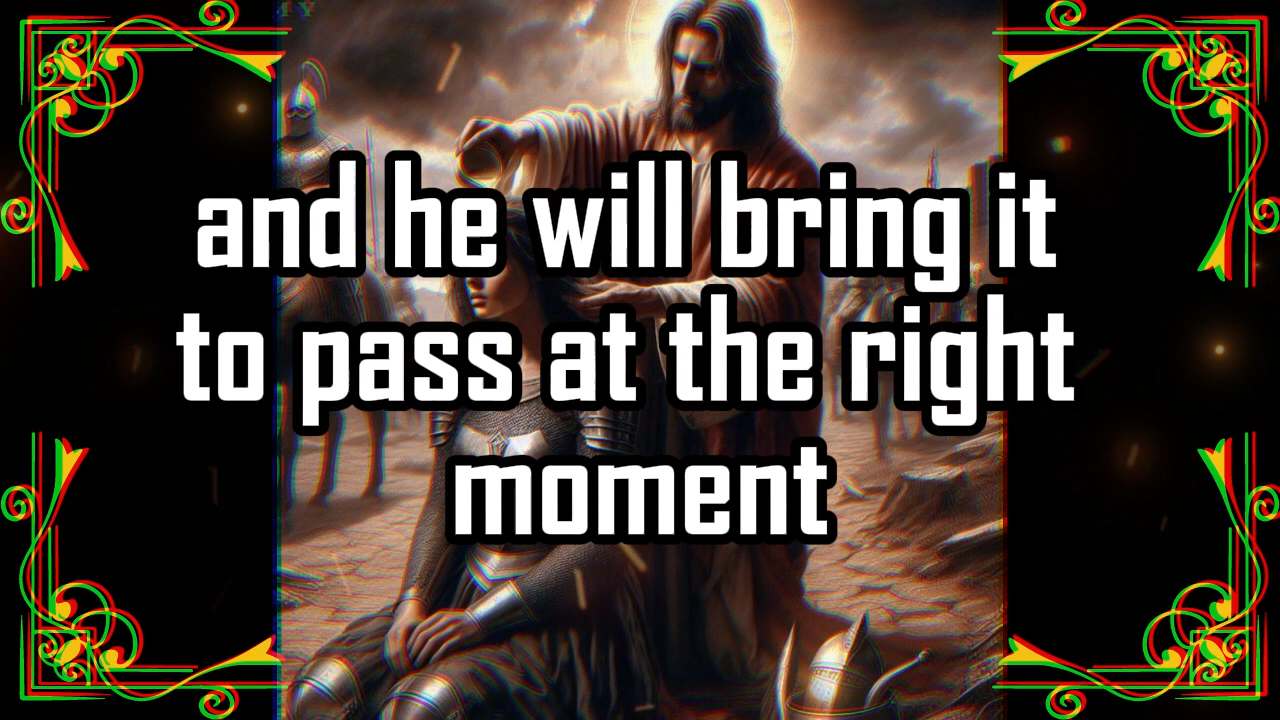 and he will bring it
to pass at the right
moment